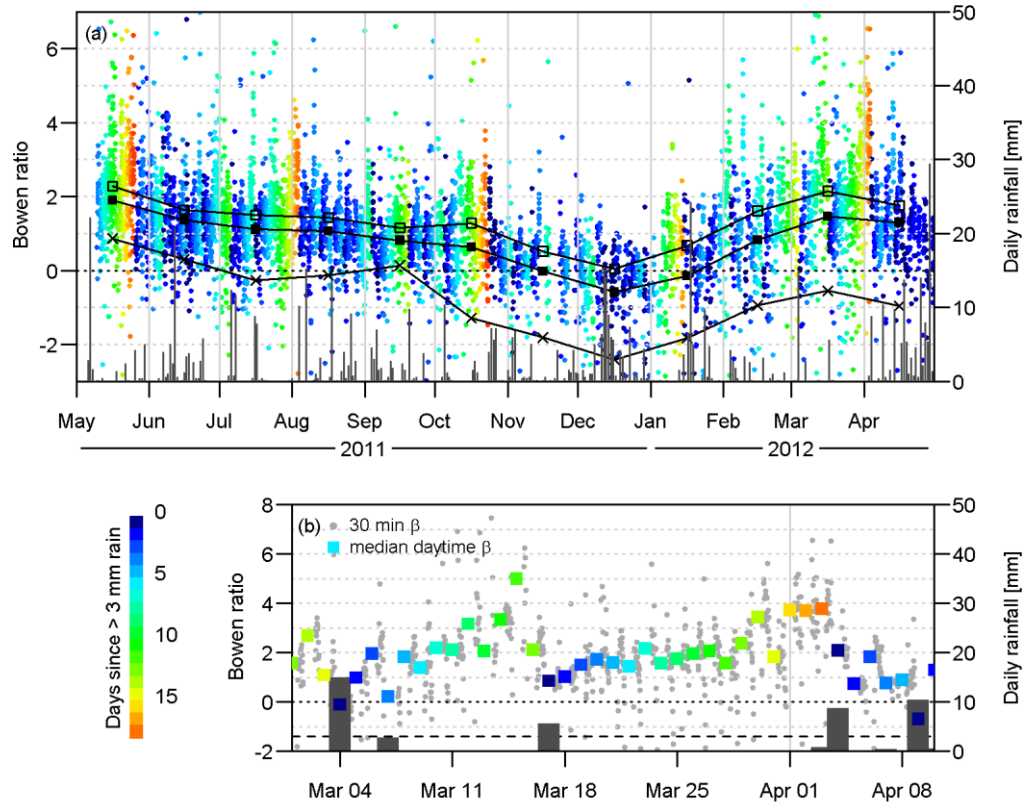 (a)
Bowen ratio
6
4
2
0
-2
50
40
30
20
10
0
Daily rainfall [mm]
May Jun Jul Aug Sep Oct Nov Dec Jan Feb Mar Apr
2011 2012
Days since > 3 mm rain
0
5
10
15
(b)
30 min β
median daytime β
Bowen ratio
8
6
4
2
0
-2
50
40
30
20
10
0
Daily rainfall [mm]
Mar 04 Mar 11 Mar 18 Mar 25 Apr 01 Apr 08